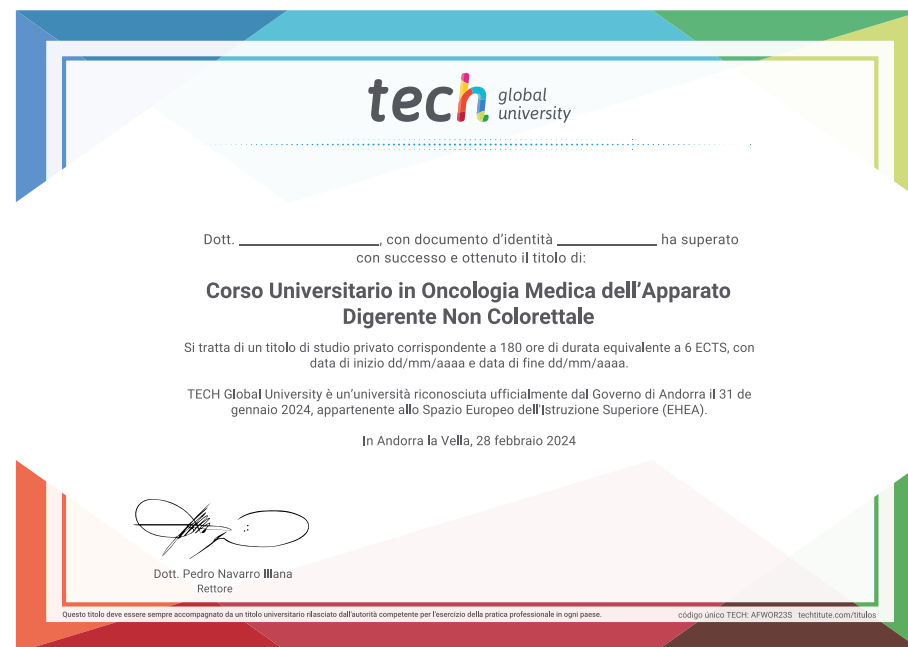 tech global university
Dott. ____________________, con documento d'identità ______________ ha superato
con successo e ottenuto il titolo di:
Corso Universitario in Oncologia Medica dell'Apparato
Digerente Non Colorettale
Si tratta di un titolo di studio privato corrispondente a 180 ore di durata equivalente a 6 ECTS, con
data di inizio dd/mm/aaaa e data di fine dd/mm/aaaa.
TECH Global University è un'università riconosciuta ufficialmente dal Governo di Andorra il 31 de
gennaio 2024, appartenente allo Spazio Europeo dell'Istruzione Superiore (EHEA).
In Andorra la Vella, 28 febbraio 2024
Dott. Pedro Navarro Illana
Rettore
Questo titolo deve essere sempre accompagnato da un titolo universitario rilasciato dall'autorità competente per l'esercizio della pratica professionale in ogni paese.
código único TECH: AFWOR23S techtitute.com/titulos